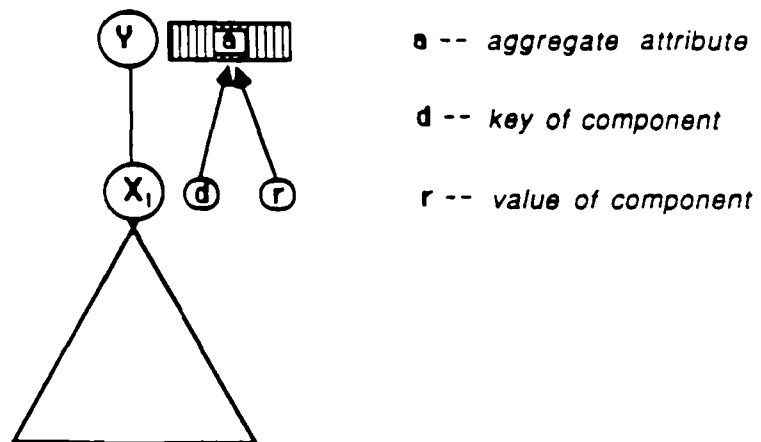 Y a
a -- aggregate attribute
d -- key of component
X₁ d r
r -- value of component